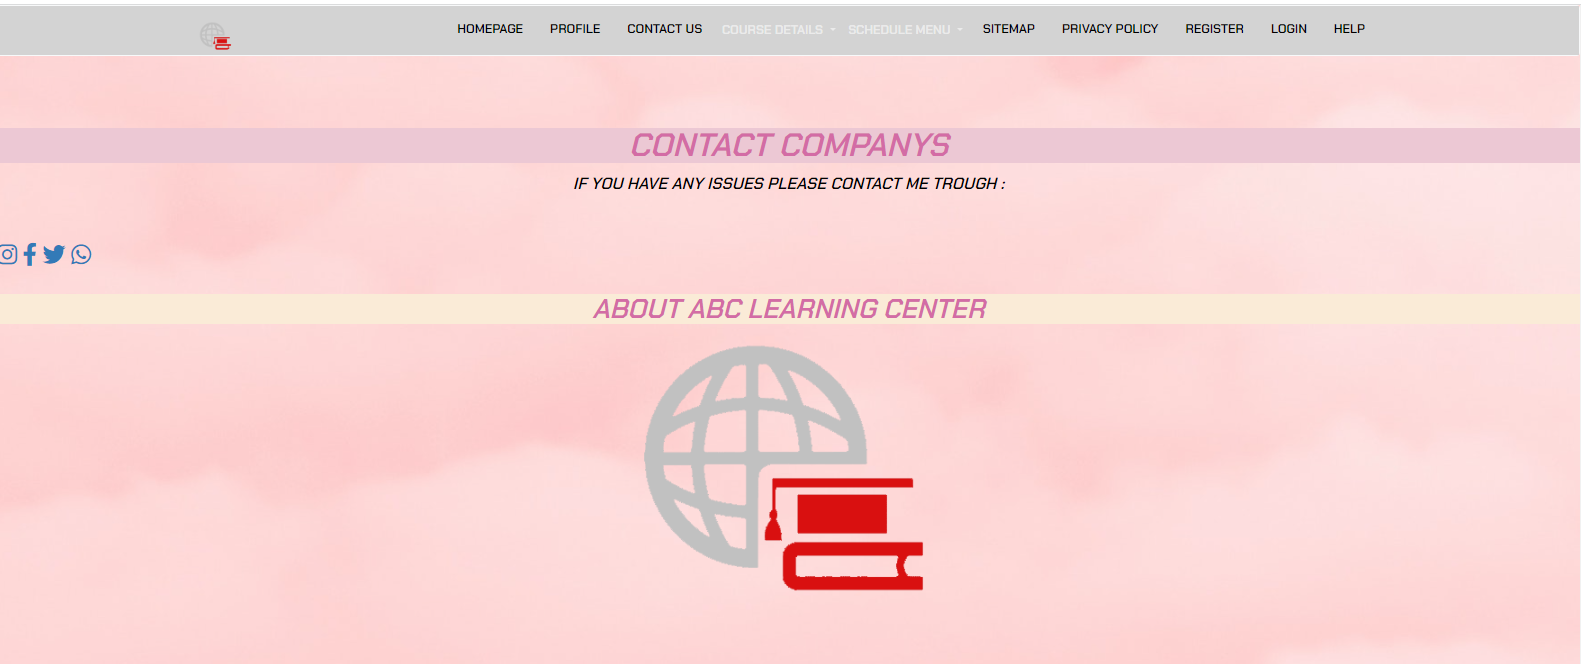 HOMEPAGE PROFILE CONTACT US COURSE DETAILS SCHEDULE MENU SITEMAP PRIVACY POLICY REGISTER LOGIN HELP
CONTACT COMPANYS
IF YOU HAVE ANY ISSUES PLEASE CONTACT ME TROUGH :
ABOUT ABC LEARNING CENTER